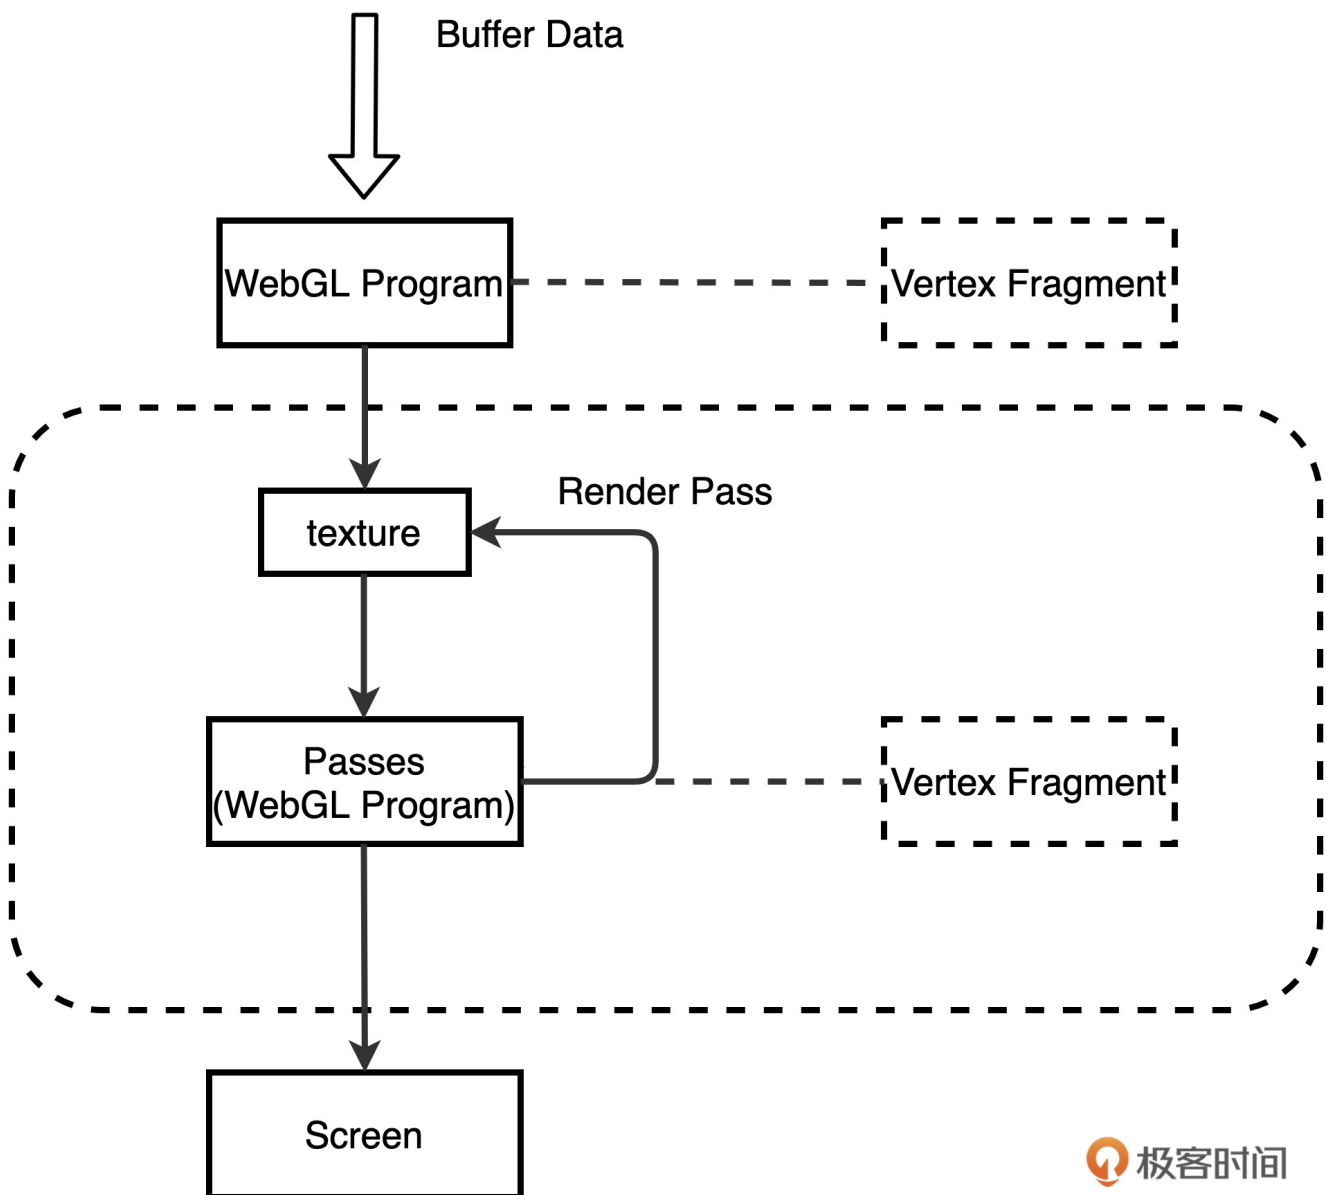 Buffer Data
WebGL Program
Vertex Fragment
Render Pass
texture
Passes
(WebGL Program)
Vertex Fragment
Screen
极客时间